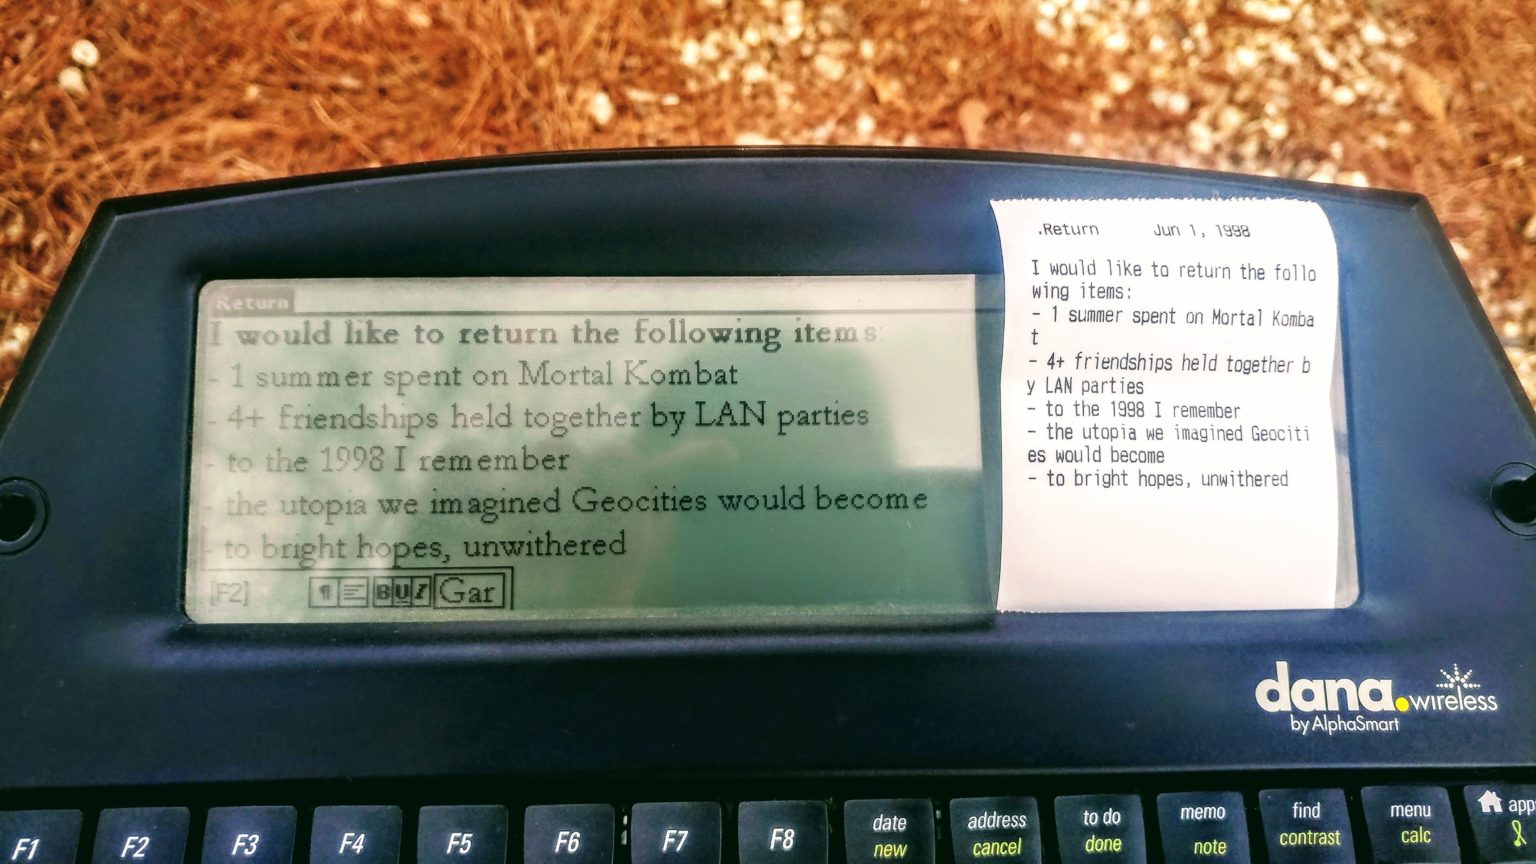 Return
I would like to return the following items:
- 1 summer spent on Mortal Kombat
- 4+ friendships held together by LAN parties
- to the 1998 I remember
- the utopia we imagined Geocities would become
- to bright hopes, unwithered
[F2] ¶ B U I Gar
.Return Jun 1, 1998
I would like to return the follo
wing items:
- 1 summer spent on Mortal Komba
t
- 4+ friendships held together b
y LAN parties
- to the 1998 I remember
- the utopia we imagined Geociti
es would become
- to bright hopes, unwithered
dana.wireless
by AlphaSmart
F1 F2 F3 F4 F5 F6 F7 F8 date address to do memo find menu app
new cancel done note contrast calc